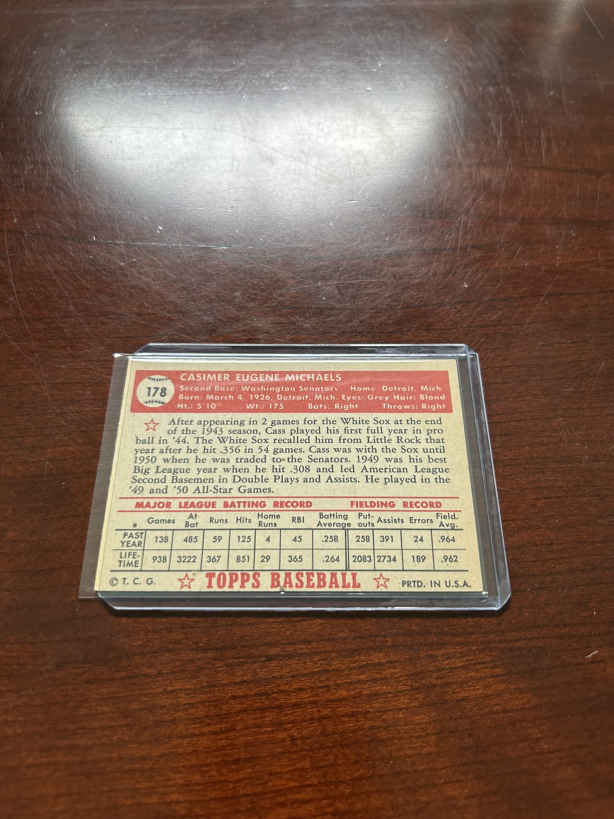 178
CASIMER EUGENE MICHAELS
Second Base: Washington Senators Home: Detroit, Mich.
Born: March 4, 1926, Detroit, Mich. Eyes: Grey Hair: Blond
Ht.: 5'10" Wt.: 175 Bats: Right Throws: Right
After appearing in 2 games for the White Sox at the end
of the 1943 season, Cass played his first full year in pro
ball in '44. The White Sox recalled him from Little Rock that
year after he hit .356 in 54 games. Cass was with the Sox until
1950 when he was traded to the Senators. 1949 was his best
Big League year when he hit .308 and led American League
Second Basemen in Double Plays and Assists. He played in the
'49 and '50 All-Star Games.
MAJOR LEAGUE BATTING RECORD FIELDING RECORD
Games At Bat Runs Hits Home Runs RBI Batting Average Put-outs Assists Errors Field. Avg.
PAST YEAR 138 485 59 125 4 45 .258 258 391 24 .964
LIFE-TIME 938 3222 367 851 29 365 .264 2083 2734 189 .962
© T. C. G. ☆ TOPPS BASEBALL ☆ PRTD. IN U.S.A.